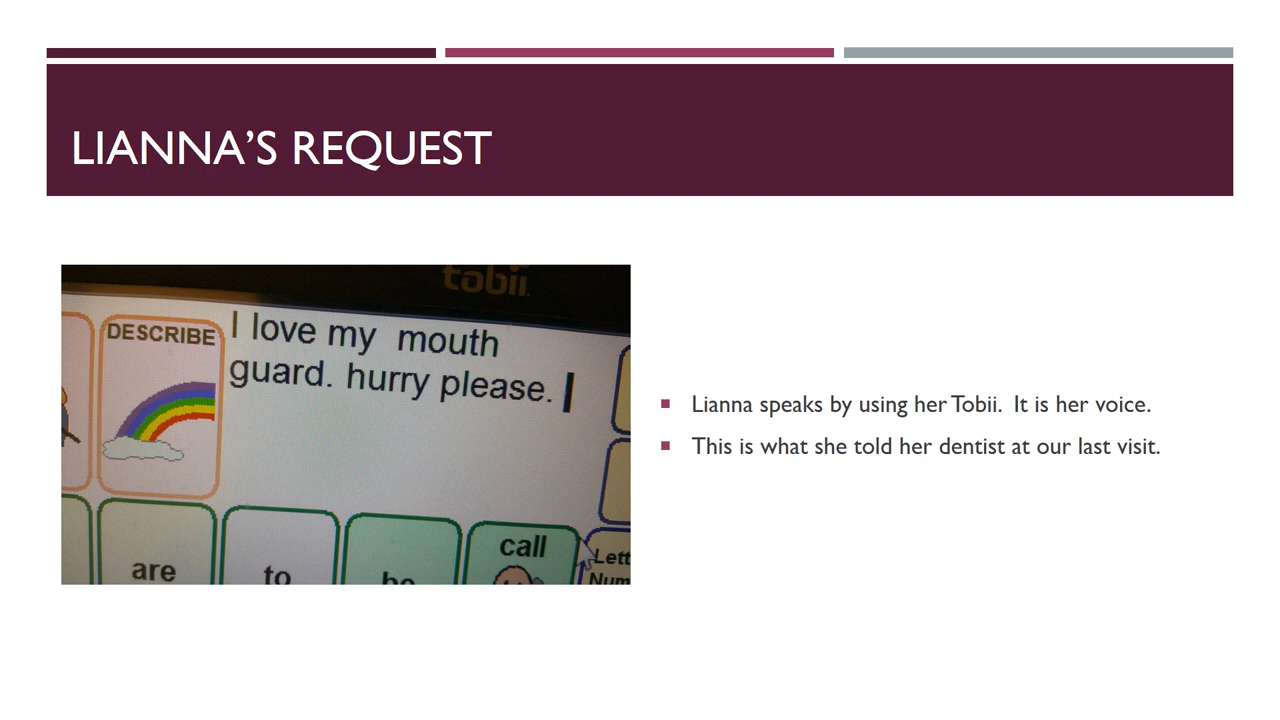 LIANNA’S REQUEST
tobii
DESCRIBE
I love my  mouth
guard. hurry please.
call
Lett
Num
are
to
be
Lianna speaks by using her Tobii.  It is her voice.
This is what she told her dentist at our last visit.